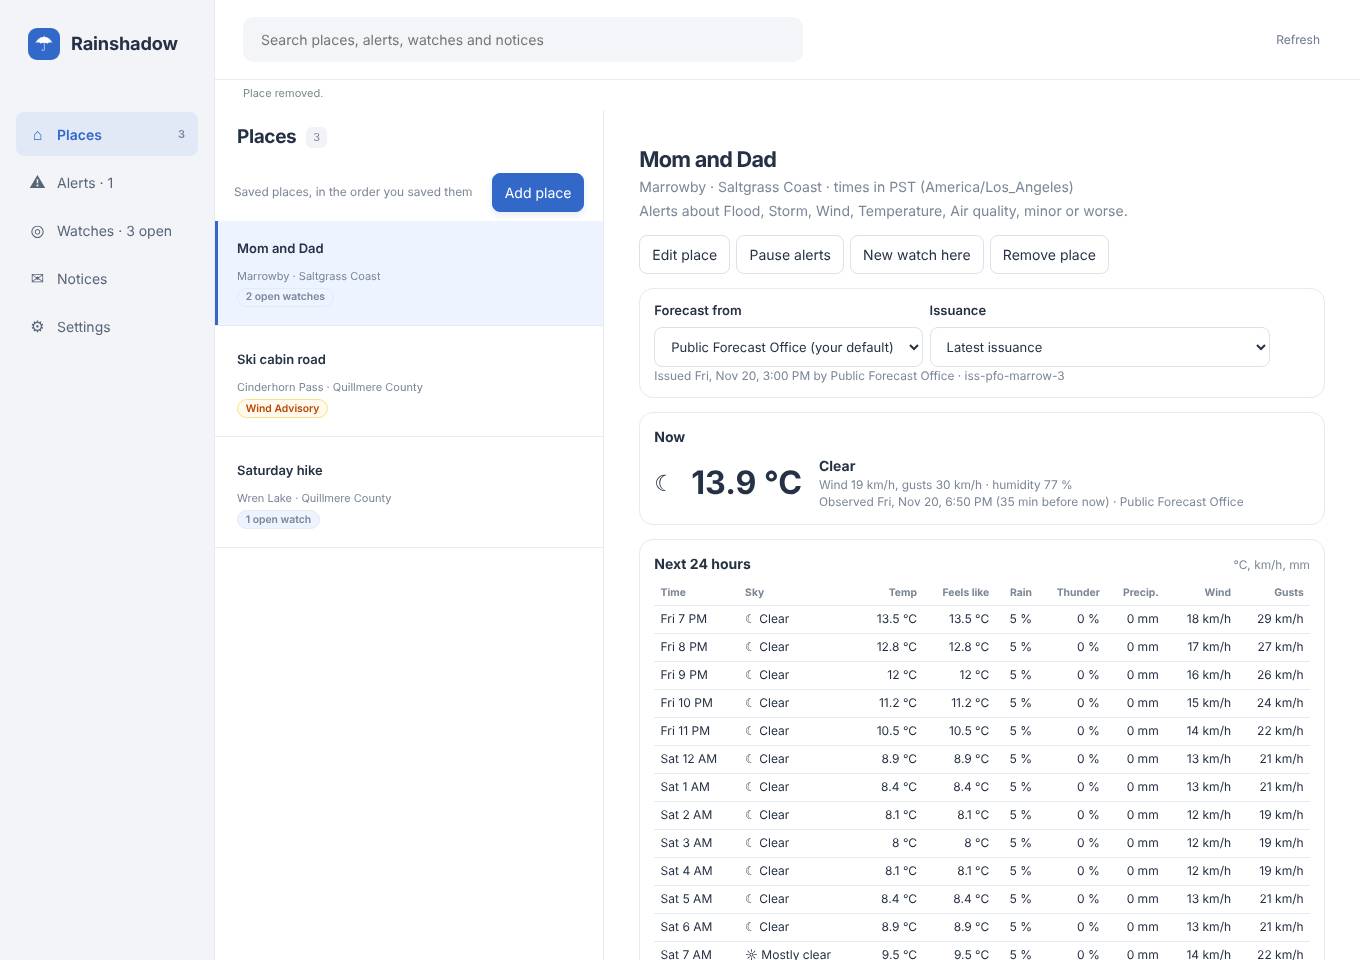 Rainshadow
Search places, alerts, watches and notices
Refresh
Place removed.
Places 3
Alerts · 1
Watches · 3 open
Notices
Settings
Places 3
Saved places, in the order you saved them
Add place
Mom and Dad
Marrowby · Saltgrass Coast
2 open watches
Ski cabin road
Cinderhorn Pass · Quillmere County
Wind Advisory
Saturday hike
Wren Lake · Quillmere County
1 open watch
Mom and Dad
Marrowby · Saltgrass Coast · times in PST (America/Los_Angeles)
Alerts about Flood, Storm, Wind, Temperature, Air quality, minor or worse.
Edit place Pause alerts New watch here Remove place
Forecast from Issuance
Public Forecast Office (your default) Latest issuance
Issued Fri, Nov 20, 3:00 PM by Public Forecast Office · iss-pfo-marrow-3
Now
13.9 °C
Clear
Wind 19 km/h, gusts 30 km/h · humidity 77 %
Observed Fri, Nov 20, 6:50 PM (35 min before now) · Public Forecast Office
Next 24 hours °C, km/h, mm
Time Sky Temp Feels like Rain Thunder Precip. Wind Gusts
Fri 7 PM Clear 13.5 °C 13.5 °C 5 % 0 % 0 mm 18 km/h 29 km/h
Fri 8 PM Clear 12.8 °C 12.8 °C 5 % 0 % 0 mm 17 km/h 27 km/h
Fri 9 PM Clear 12 °C 12 °C 5 % 0 % 0 mm 16 km/h 26 km/h
Fri 10 PM Clear 11.2 °C 11.2 °C 5 % 0 % 0 mm 15 km/h 24 km/h
Fri 11 PM Clear 10.5 °C 10.5 °C 5 % 0 % 0 mm 14 km/h 22 km/h
Sat 12 AM Clear 8.9 °C 8.9 °C 5 % 0 % 0 mm 13 km/h 21 km/h
Sat 1 AM Clear 8.4 °C 8.4 °C 5 % 0 % 0 mm 13 km/h 21 km/h
Sat 2 AM Clear 8.1 °C 8.1 °C 5 % 0 % 0 mm 12 km/h 19 km/h
Sat 3 AM Clear 8 °C 8 °C 5 % 0 % 0 mm 12 km/h 19 km/h
Sat 4 AM Clear 8.1 °C 8.1 °C 5 % 0 % 0 mm 12 km/h 19 km/h
Sat 5 AM Clear 8.4 °C 8.4 °C 5 % 0 % 0 mm 13 km/h 21 km/h
Sat 6 AM Clear 8.9 °C 8.9 °C 5 % 0 % 0 mm 13 km/h 21 km/h
Sat 7 AM Mostly clear 9.5 °C 9.5 °C 5 % 0 % 0 mm 14 km/h 22 km/h